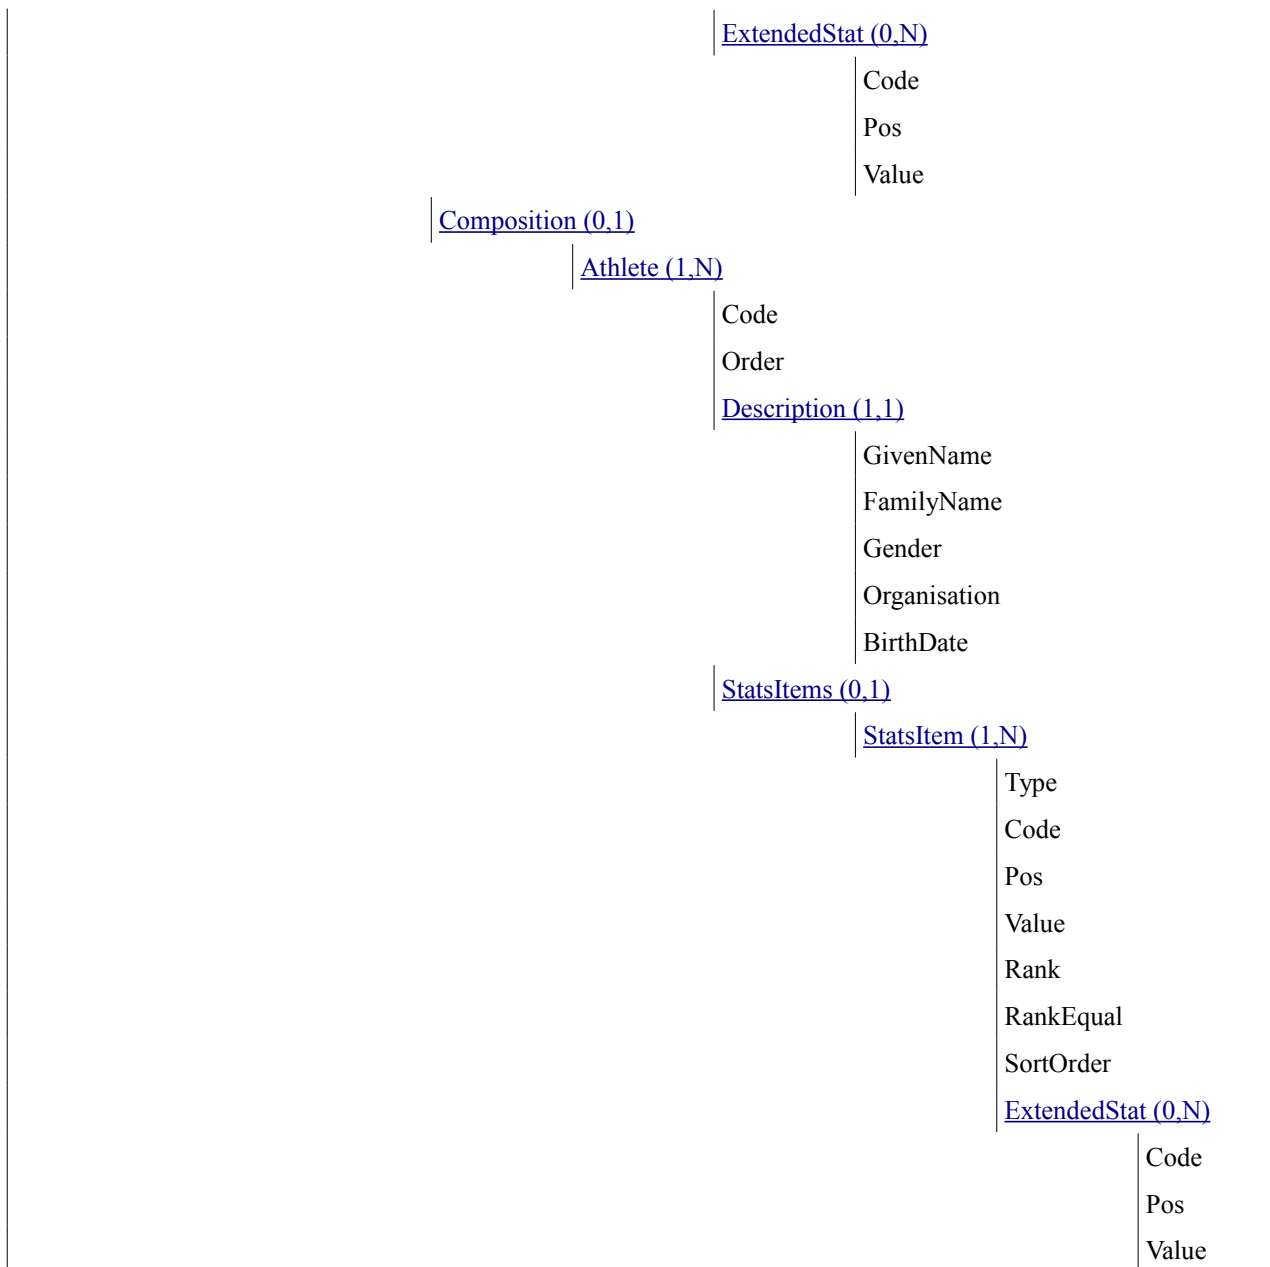 ExtendedStat (0,N)
Code
Pos
Value
Composition (0,1)
Athlete (1,N)
Code
Order
Description (1,1)
GivenName
FamilyName
Gender
Organisation
BirthDate
StatsItems (0,1)
StatsItem (1,N)
Type
Code
Pos
Value
Rank
RankEqual
SortOrder
ExtendedStat (0,N)
Code
Pos
Value